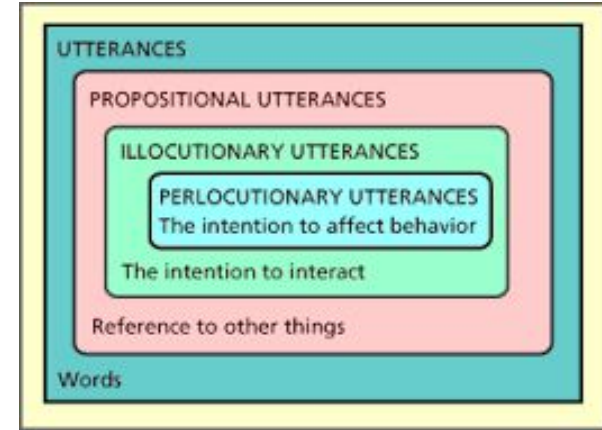 UTTERANCES
PROPOSITIONAL UTTERANCES
ILLOCUTIONARY UTTERANCES
PERLOCUTIONARY UTTERANCES
The intention to affect behavior
The intention to interact
Reference to other things
Words